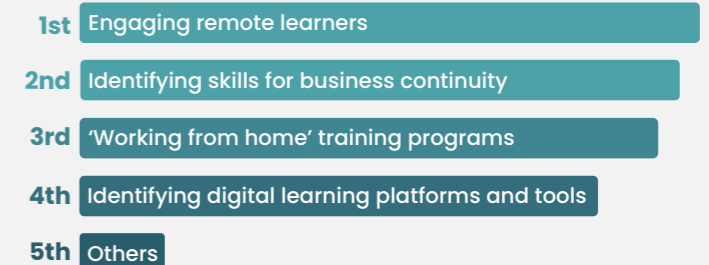 1st Engaging remote learners
2nd Identifying skills for business continuity
3rd ‘Working from home’ training programs
4th Identifying digital learning platforms and tools
5th Others